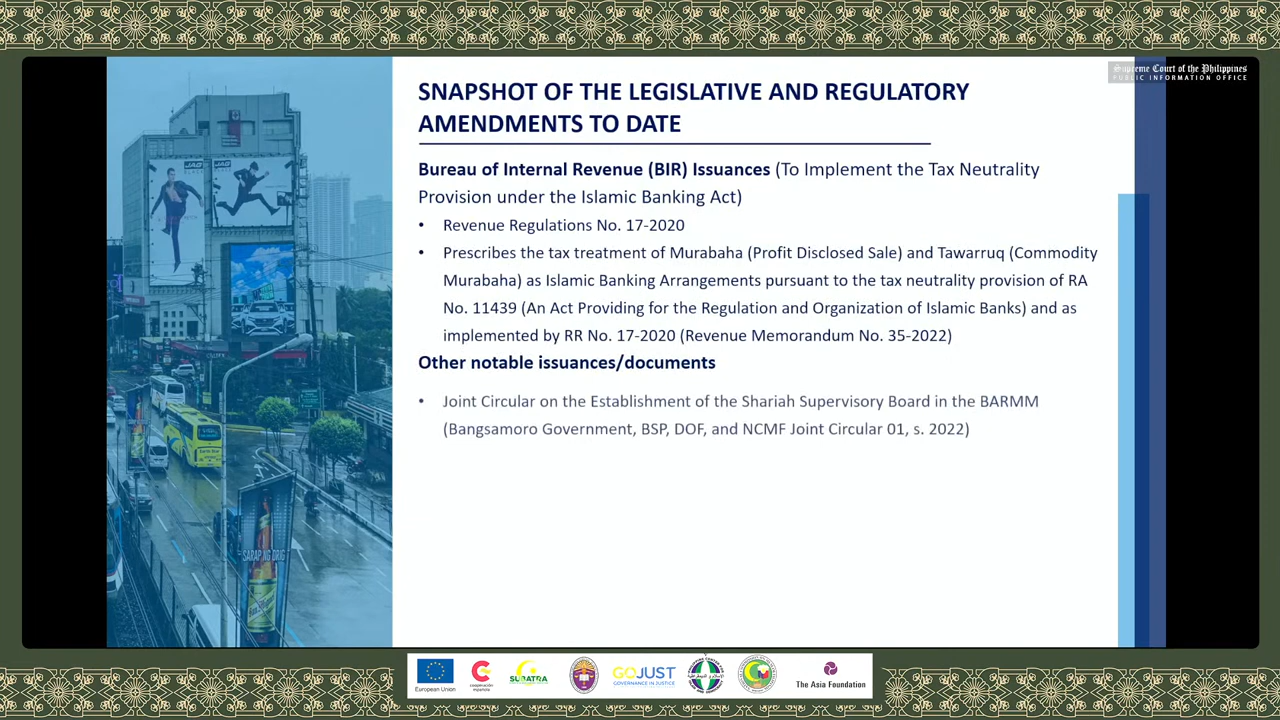 Supreme Court of the Philippines
PUBLIC INFORMATION OFFICE
SNAPSHOT OF THE LEGISLATIVE AND REGULATORY
AMENDMENTS TO DATE
Bureau of Internal Revenue (BIR) Issuances (To Implement the Tax Neutrality
Provision under the Islamic Banking Act)
• Revenue Regulations No. 17-2020
• Prescribes the tax treatment of Murabaha (Profit Disclosed Sale) and Tawarruq (Commodity
Murabaha) as Islamic Banking Arrangements pursuant to the tax neutrality provision of RA
No. 11439 (An Act Providing for the Regulation and Organization of Islamic Banks) and as
implemented by RR No. 17-2020 (Revenue Memorandum No. 35-2022)
Other notable issuances/documents
• Joint Circular on the Establishment of the Shariah Supervisory Board in the BARMM
(Bangsamoro Government, BSP, DOF, and NCMF Joint Circular 01, s. 2022)
JAG
JAG
European Union
SUBATRA
GOJUST
GOVERNANCE IN JUSTICE
The Asia Foundation